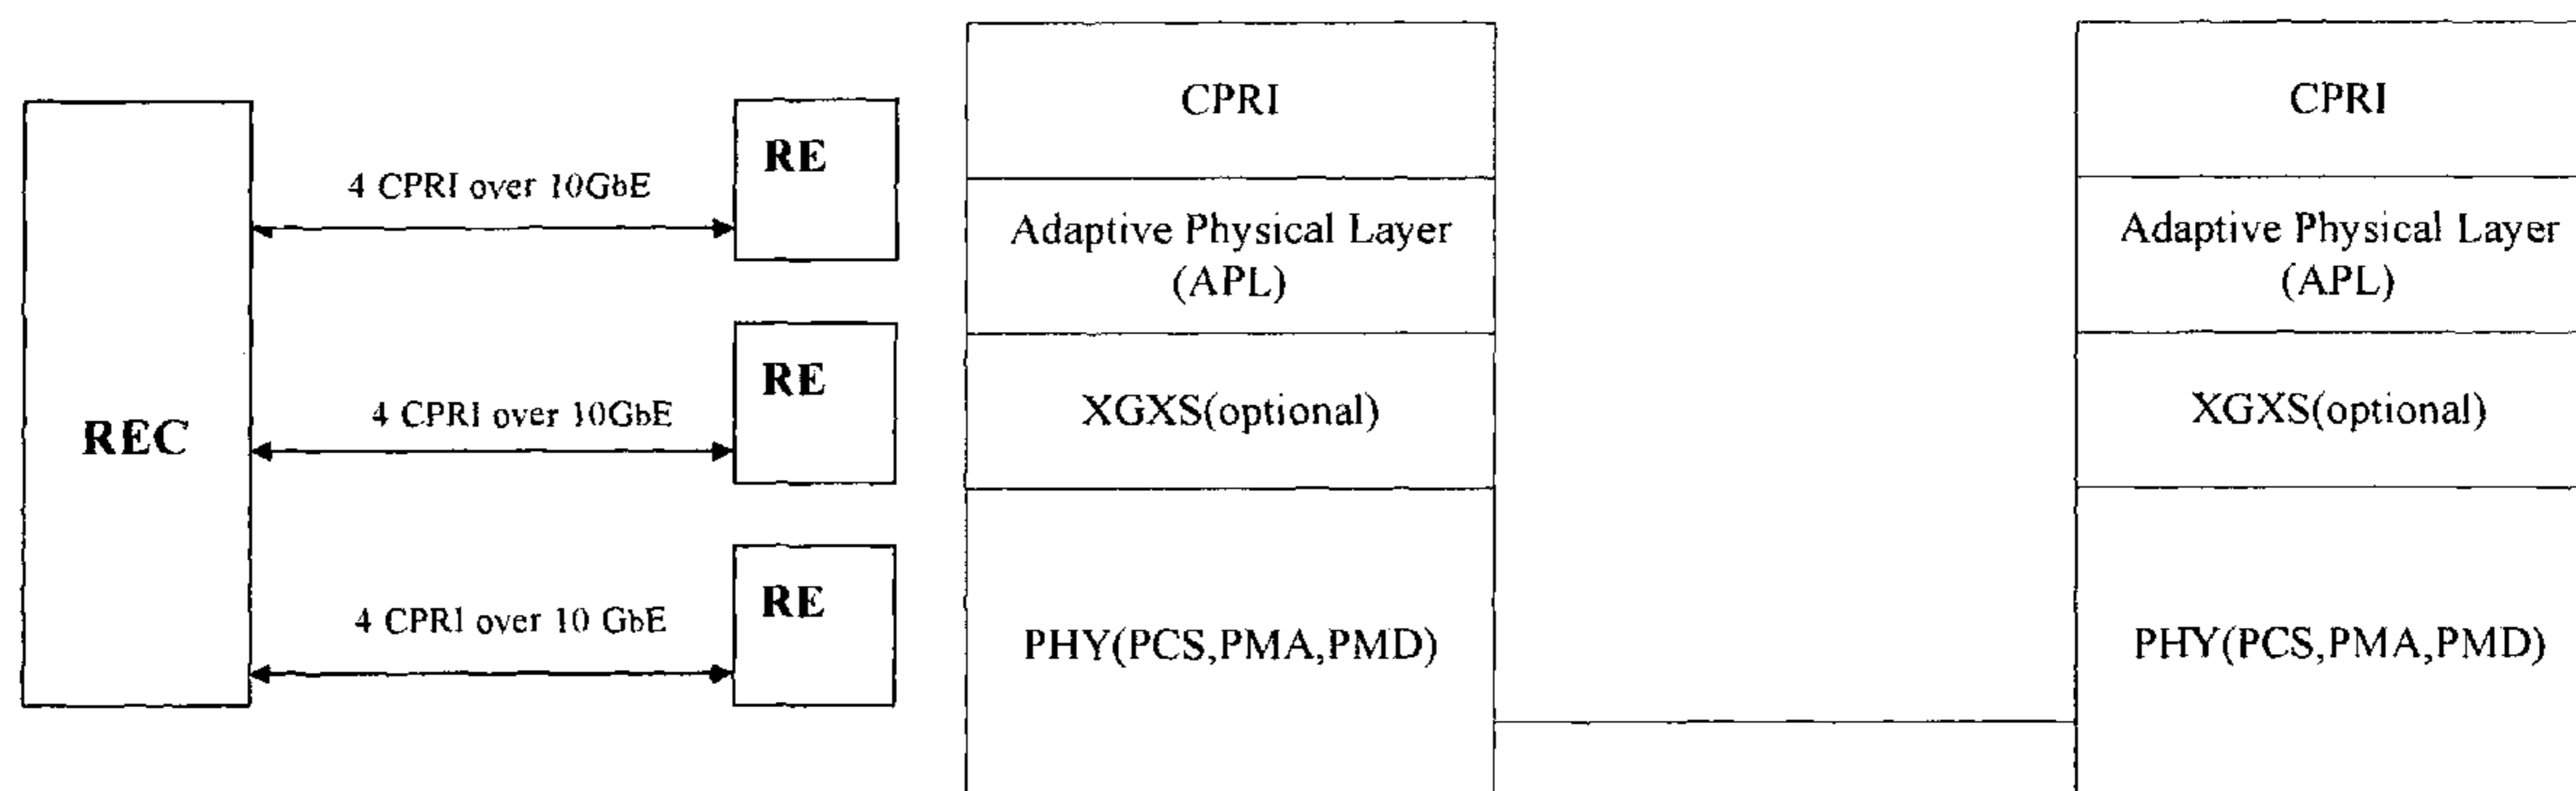 REC
4 CPRI over 10GbE
RE
4 CPRI over 10GbE
RE
4 CPRI over 10 GbE
RE
CPRI
Adaptive Physical Layer
(APL)
XGXS(optional)
PHY(PCS,PMA,PMD)
CPRI
Adaptive Physical Layer
(APL)
XGXS(optional)
PHY(PCS,PMA,PMD)